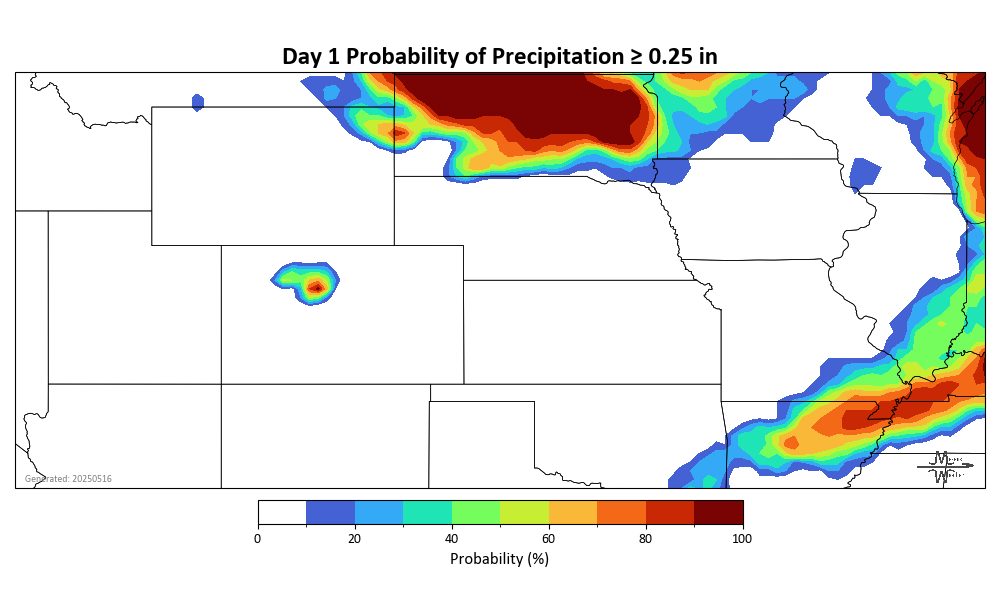 Day 1 Probability of Precipitation ≥ 0.25 in
Generated: 20250516
0 20 40 60 80 100
Probability (%)